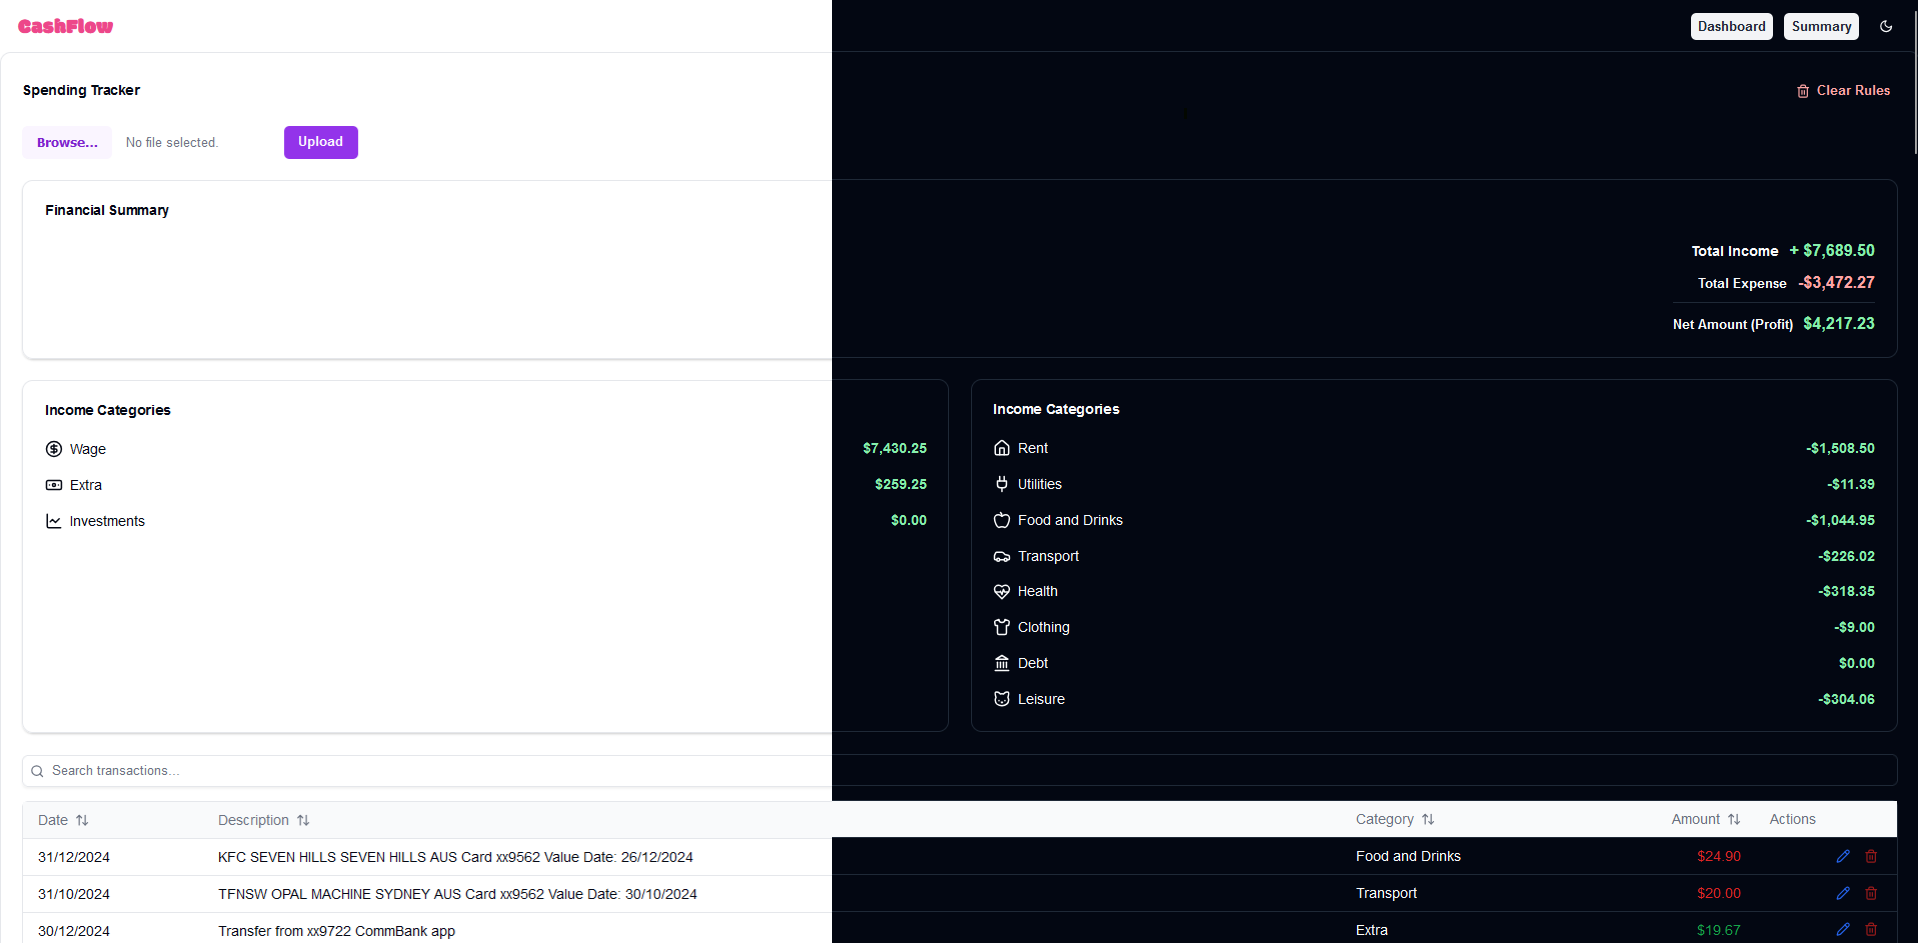 CashFlow Dashboard Summary
Spending Tracker Clear Rules
Browse... No file selected. Upload
Financial Summary
Total Income + $7,689.50
Total Expense -$3,472.27
Net Amount (Profit) $4,217.23
Income Categories
Wage $7,430.25
Extra $259.25
Investments $0.00
Income Categories
Rent -$1,508.50
Utilities -$11.39
Food and Drinks -$1,044.95
Transport -$226.02
Health -$318.35
Clothing -$9.00
Debt $0.00
Leisure -$304.06
Search transactions...
Date Description Category Amount Actions
31/12/2024 KFC SEVEN HILLS SEVEN HILLS AUS Card xx9562 Value Date: 26/12/2024 Food and Drinks $24.90
31/10/2024 TFNSW OPAL MACHINE SYDNEY AUS Card xx9562 Value Date: 30/10/2024 Transport $20.00
30/12/2024 Transfer from xx9722 CommBank app Extra $19.67